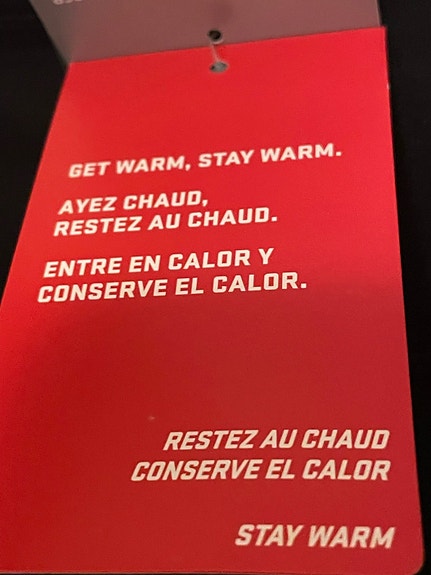 GET WARM, STAY WARM.
AYEZ CHAUD,
RESTEZ AU CHAUD.
ENTRE EN CALOR Y
CONSERVE EL CALOR.
RESTEZ AU CHAUD
CONSERVE EL CALOR
STAY WARM